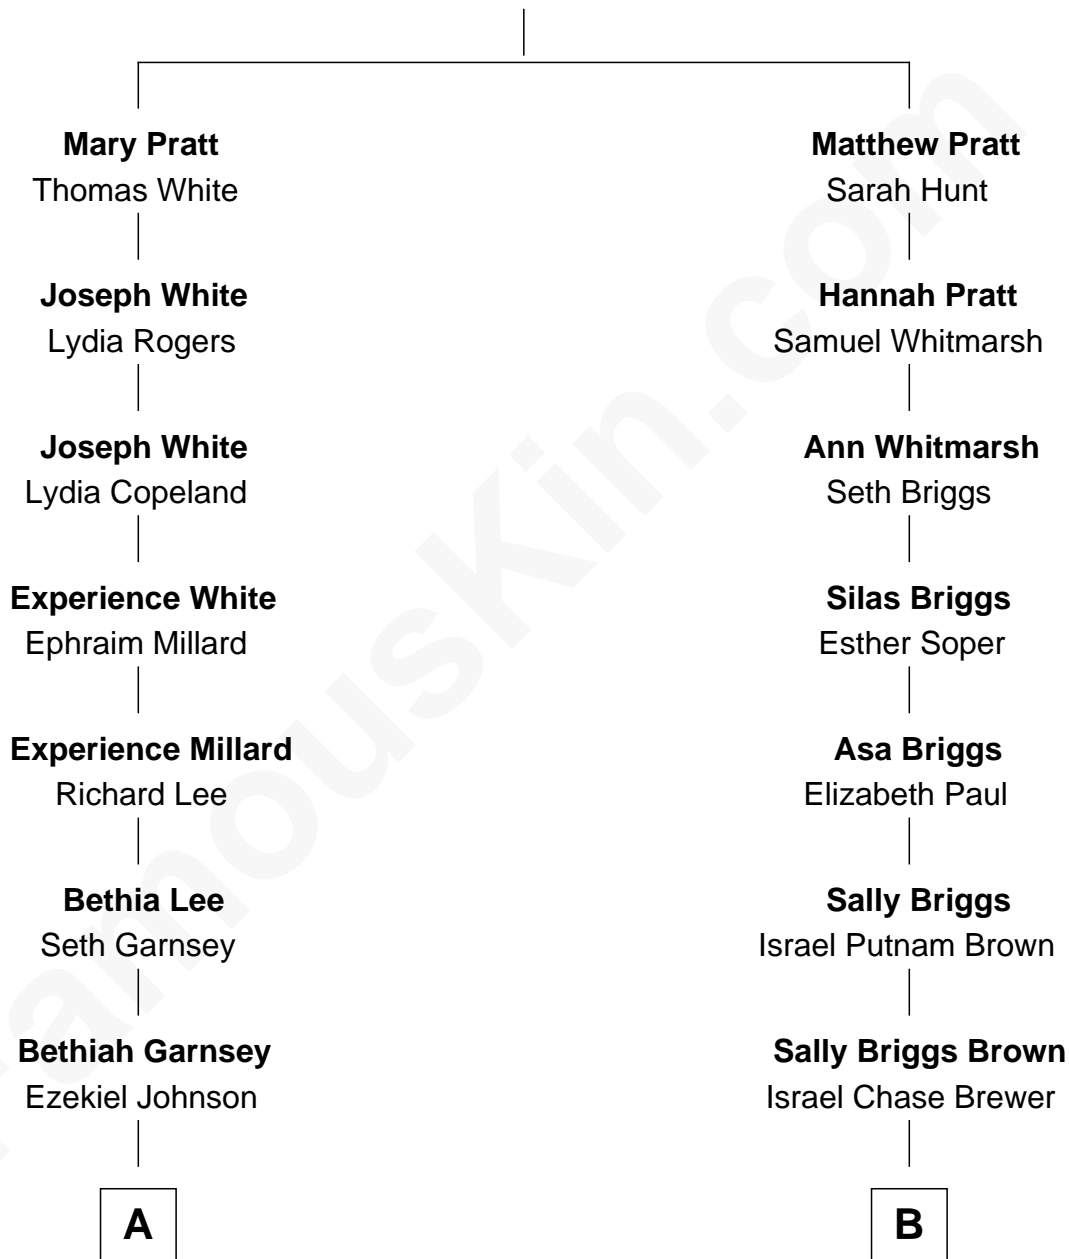 Mary Pratt
Thomas White
Joseph White
Lydia Rogers
Joseph White
Lydia Copeland
Experience White
Ephraim Millard
Experience Millard
Richard Lee
Bethia Lee
Seth Garnsey
Bethiah Garnsey
Ezekiel Johnson
A
Matthew Pratt
Sarah Hunt
Hannah Pratt
Samuel Whitmarsh
Ann Whitmarsh
Seth Briggs
Silas Briggs
Esther Soper
Asa Briggs
Elizabeth Paul
Sally Briggs
Israel Putnam Brown
Sally Briggs Brown
Israel Chase Brewer
B
FamousKin.com